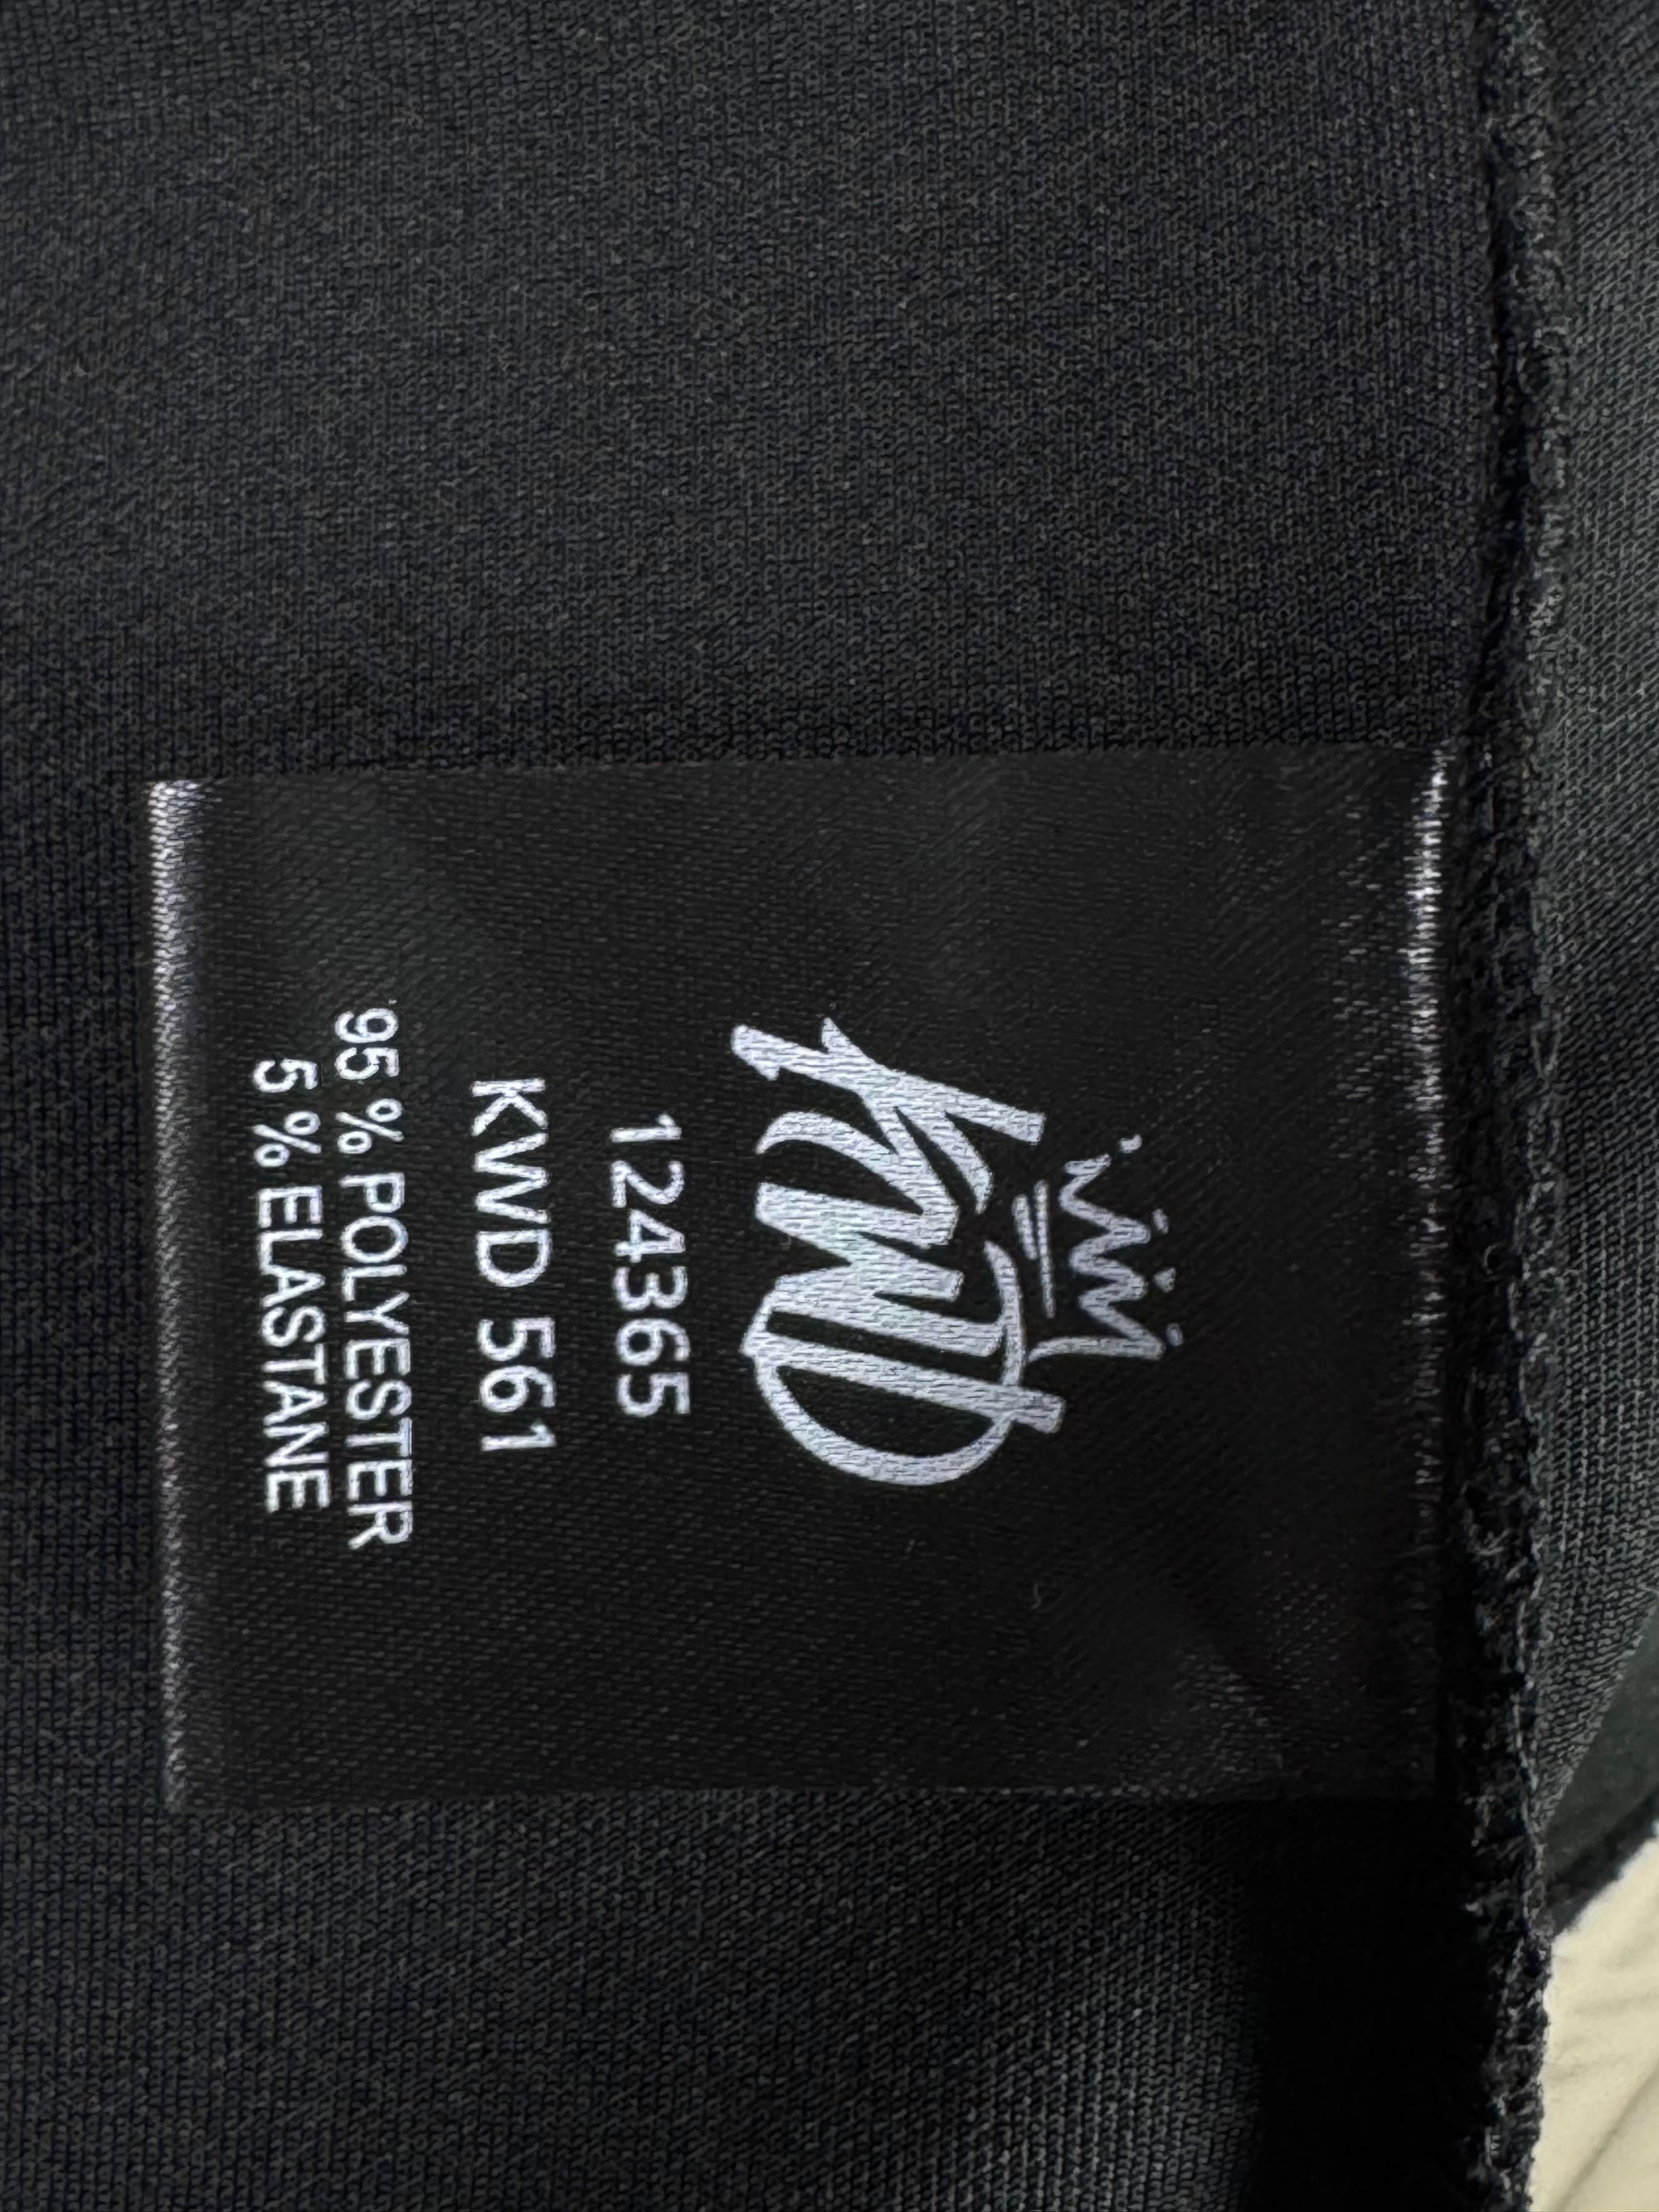 KWD
124365
KWD 561
95 % POLYESTER
5 % ELASTANE